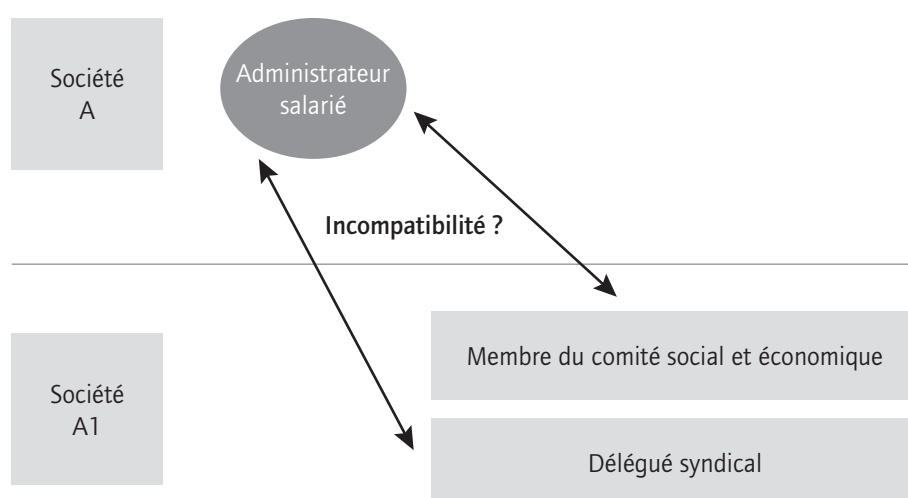 Société
A
Administrateur
salarié
Incompatibilité ?
Membre du comité social et économique
Société
A1
Délégué syndical